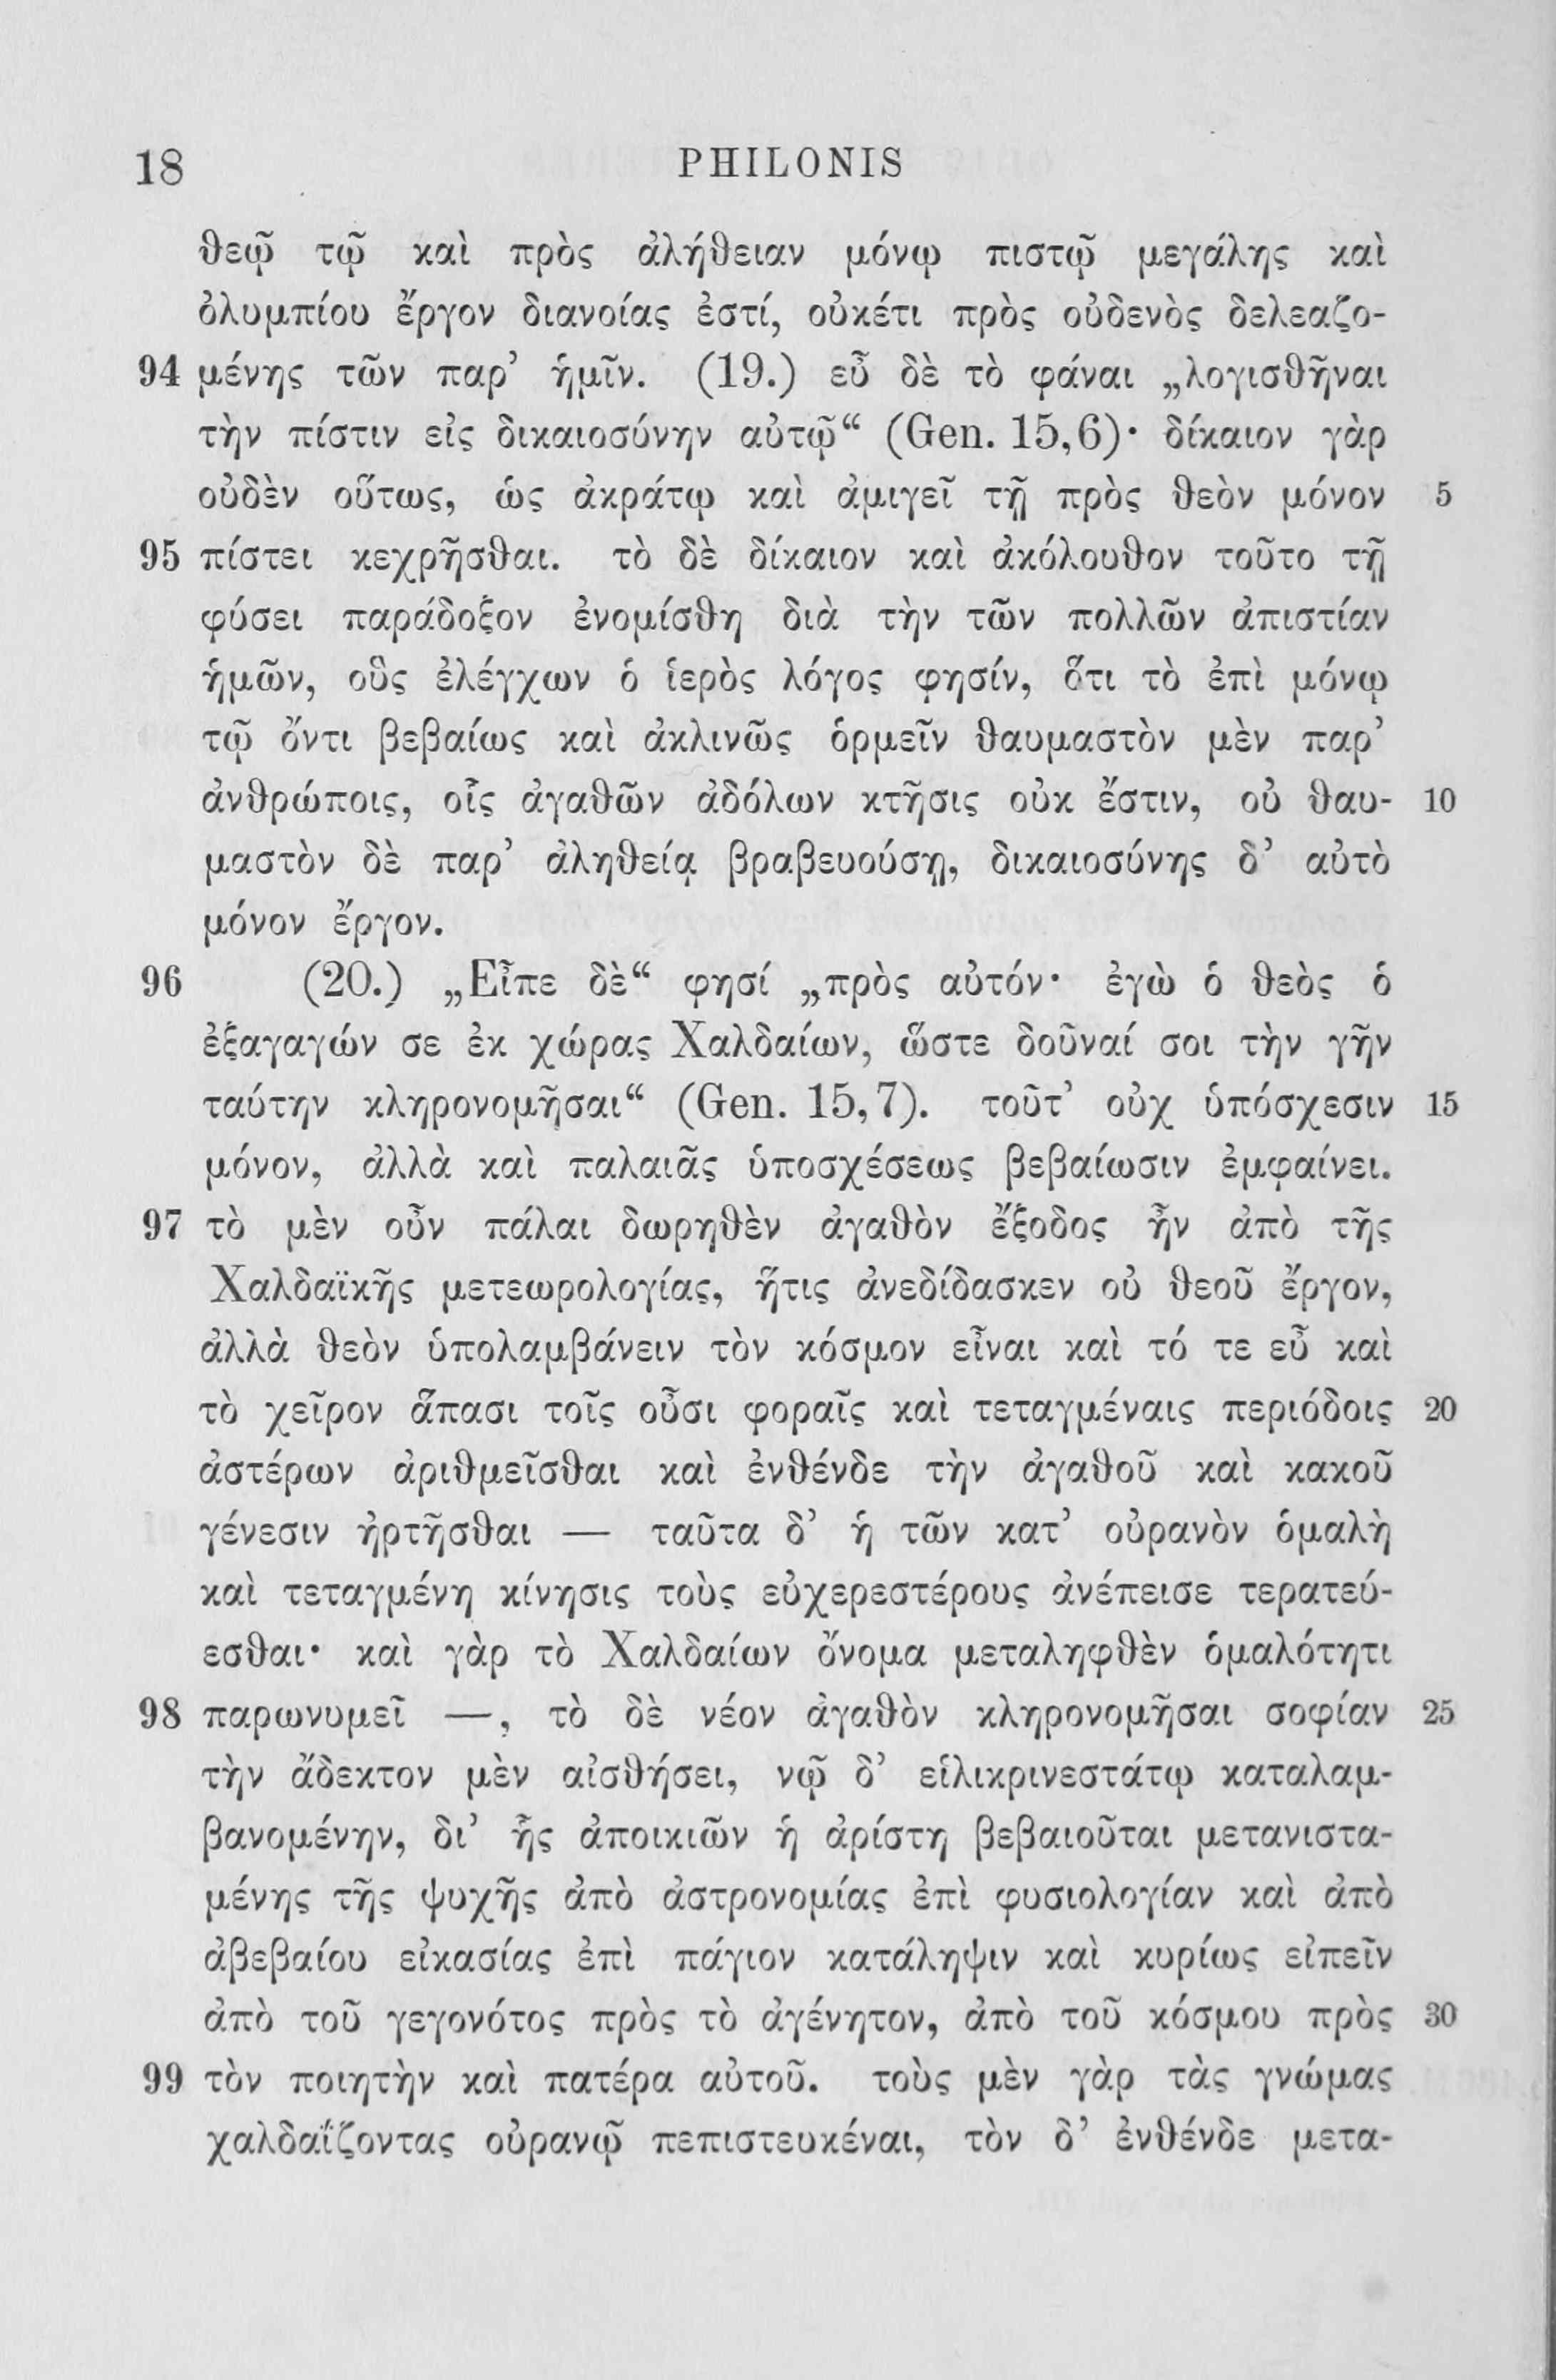 18 PHILONIS
θεῷ τῷ καὶ πρὸς ἀλήθειαν μόνῳ πιστῷ μεγάλης καὶ
ὀλυμπίου ἔργον διανοίας ἐστί, οὐκέτι πρὸς οὐδενὸς δελεαζο-
94 μένης τῶν παρ’ ἡμῖν. (19.) εὖ δὲ τὸ φάναι „λογισθῆναι
τὴν πίστιν εἰς δικαιοσύνην αὐτῷ“ (Gen. 15,6)· δίκαιον γὰρ
οὐδὲν οὕτως, ὡς ἀκράτῳ καὶ ἀμιγεῖ τῇ πρὸς θεὸν μόνον 5
95 πίστει κεχρῆσθαι. τὸ δὲ δίκαιον καὶ ἀκόλουθον τοῦτο τῇ
φύσει παράδοξον ἐνομίσθη διὰ τὴν τῶν πολλῶν ἀπιστίαν
ἡμῶν, οὓς ἐλέγχων ὁ ἱερὸς λόγος φησίν, ὅτι τὸ ἐπὶ μόνῳ
τῷ ὄντι βεβαίως καὶ ἀκλινῶς ὁρμεῖν θαυμαστὸν μὲν παρ’
ἀνθρώποις, οἷς ἀγαθῶν ἀδόλων κτῆσις οὐκ ἔστιν, οὐ θαυ- 10
μαστὸν δὲ παρ’ ἀληθείᾳ βραβευούσῃ, δικαιοσύνης δ’ αὐτὸ
μόνον ἔργον.
96 (20.) „Εἶπε δὲ“ φησί „πρὸς αὐτόν· ἐγὼ ὁ θεὸς ὁ
ἐξαγαγών σε ἐκ χώρας Χαλδαίων, ὥστε δοῦναί σοι τὴν γῆν
ταύτην κληρονομῆσαι“ (Gen. 15,7). τοῦτ’ οὐχ ὑπόσχεσιν 15
μόνον, ἀλλὰ καὶ παλαιᾶς ὑποσχέσεως βεβαίωσιν ἐμφαίνει.
97 τὸ μὲν οὖν πάλαι δωρηθὲν ἀγαθὸν ἔξοδος ἦν ἀπὸ τῆς
Χαλδαϊκῆς μετεωρολογίας, ἥτις ἀνεδίδασκεν οὐ θεοῦ ἔργον,
ἀλλὰ θεὸν ὑπολαμβάνειν τὸν κόσμον εἶναι καὶ τό τε εὖ καὶ
τὸ χεῖρον ἅπασι τοῖς οὖσι φοραῖς καὶ τεταγμέναις περιόδοις 20
ἀστέρων ἀριθμεῖσθαι καὶ ἐνθένδε τὴν ἀγαθοῦ καὶ κακοῦ
γένεσιν ἠρτῆσθαι — ταῦτα δ’ ἡ τῶν κατ’ οὐρανὸν ὁμαλὴ
καὶ τεταγμένη κίνησις τοὺς εὐχερεστέρους ἀνέπεισε τερατεύ-
εσθαι· καὶ γὰρ τὸ Χαλδαίων ὄνομα μεταληφθὲν ὁμαλότητι
98 παρωνυμεῖ —, τὸ δὲ νέον ἀγαθὸν κληρονομῆσαι σοφίαν 25
τὴν ἄδεκτον μὲν αἰσθήσει, νῷ δ’ εἱλικρινεστάτῳ καταλαμ-
βανομένην, δι’ ἧς ἀποικιῶν ἡ ἀρίστη βεβαιοῦται μετανιστα-
μένης τῆς ψυχῆς ἀπὸ ἀστρονομίας ἐπὶ φυσιολογίαν καὶ ἀπὸ
ἀβεβαίου εἰκασίας ἐπὶ πάγιον κατάληψιν καὶ κυρίως εἰπεῖν
ἀπὸ τοῦ γεγονότος πρὸς τὸ ἀγένητον, ἀπὸ τοῦ κόσμου πρὸς 30
99 τὸν ποιητὴν καὶ πατέρα αὐτοῦ. τοὺς μὲν γὰρ τὰς γνώμας
χαλδαΐζοντας οὐρανῷ πεπιστευκέναι, τὸν δ’ ἐνθένδε μετα-